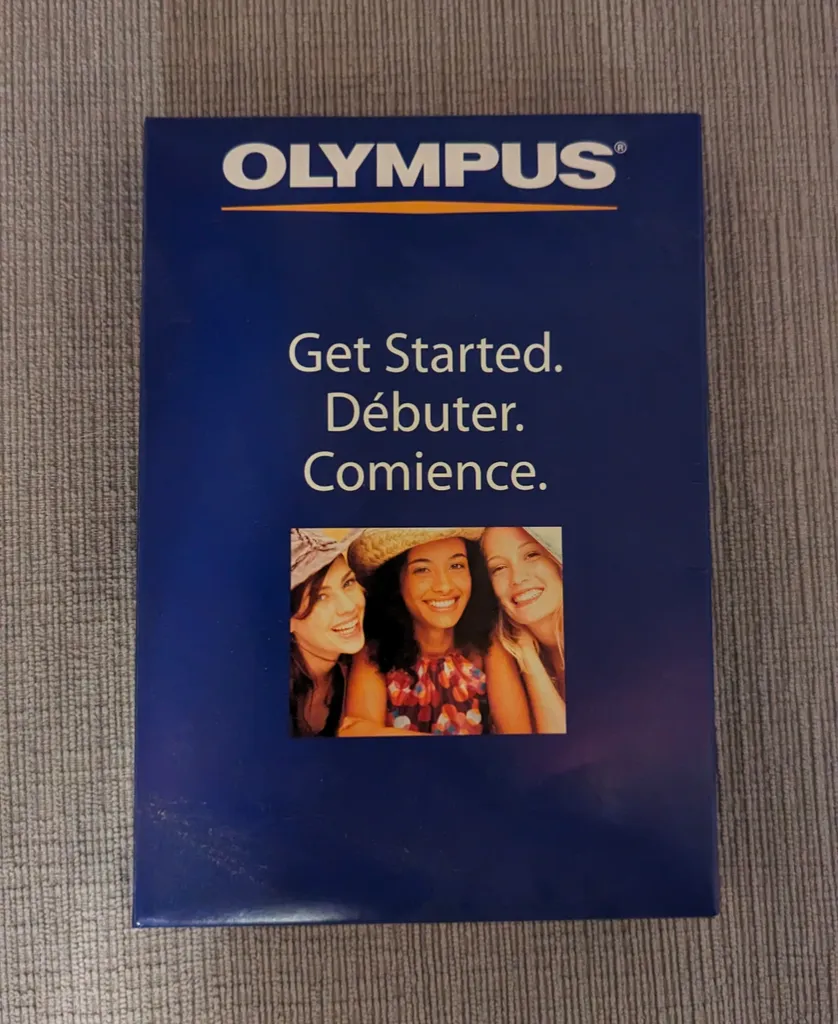 OLYMPUS®
Get Started.
Débuter.
Comience.